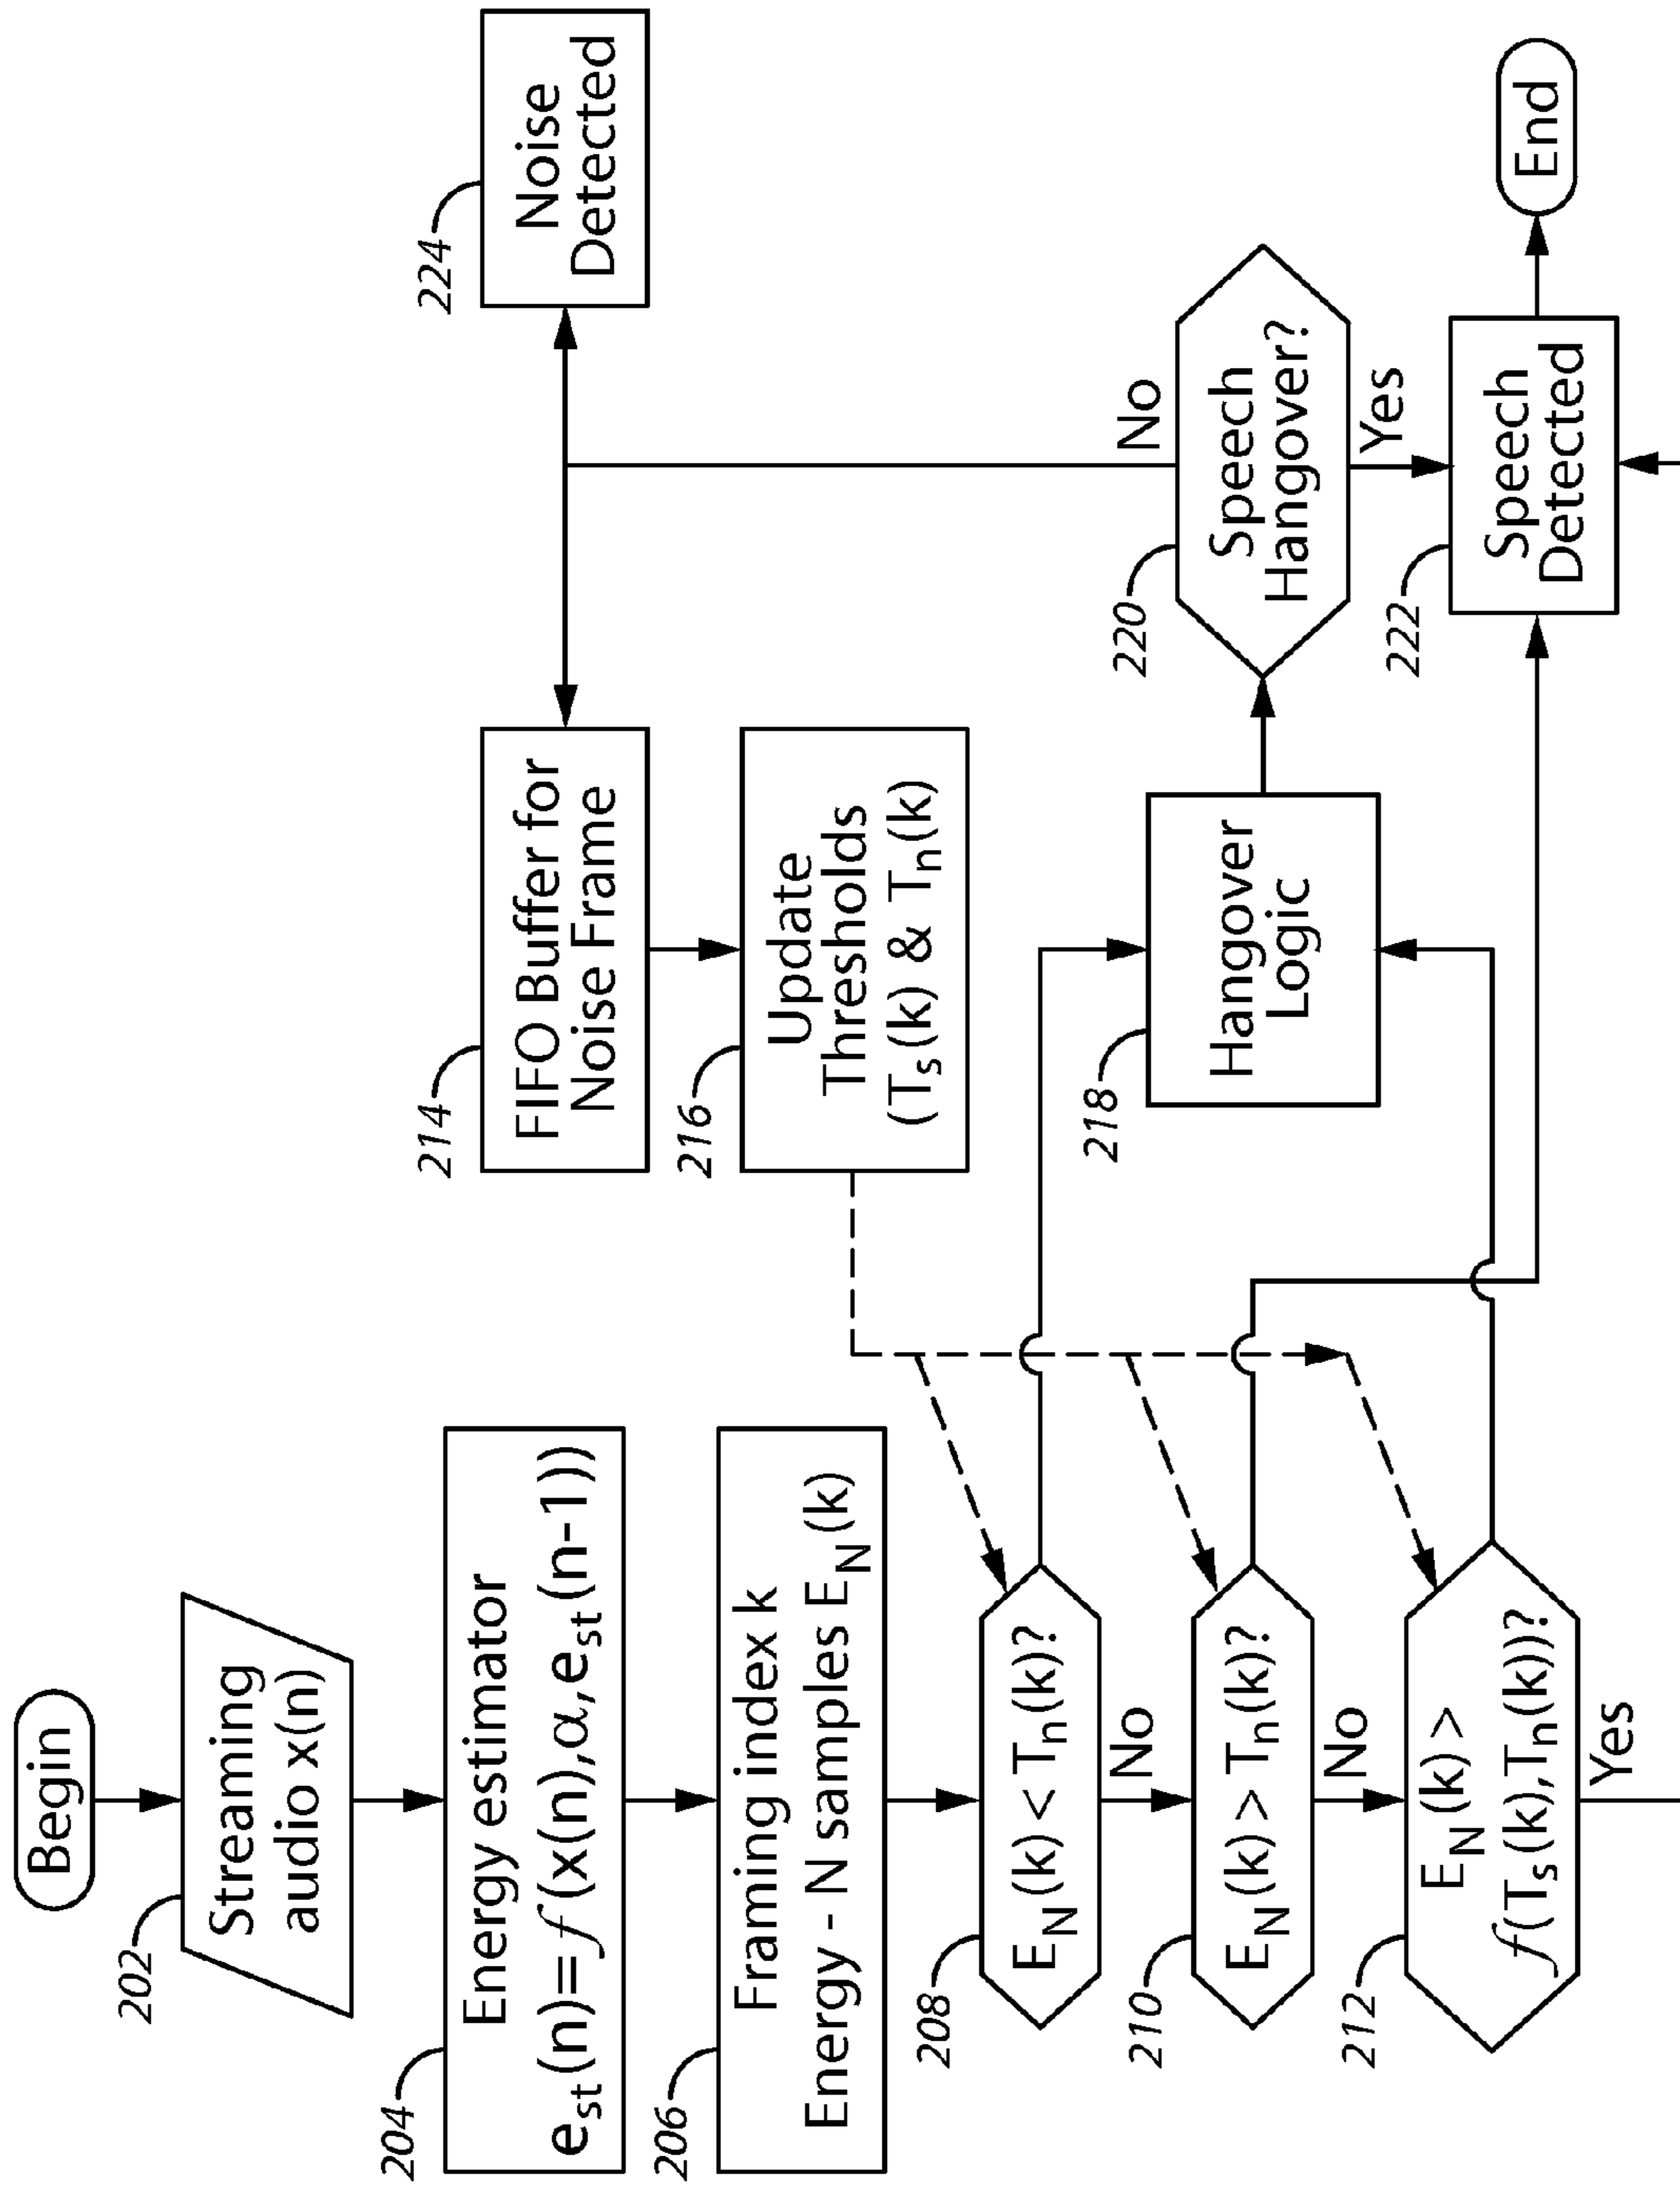 Begin
202
Streaming
audio x(n)
204
Energy estimator
e_st(n)=f(x(n),α,e_st(n-1))
206
Framing index k
Energy - N samples E_N(k)
208
E_N(k) < T_n(k)?
No
210
E_N(k) > T_n(k)?
No
212
E_N(k) >
f(T_s(k),T_n(k))?
Yes
214
FIFO Buffer for
Noise Frame
216
Update
Thresholds
(T_s(k) & T_n(k)
218
Hangover
Logic
220
Speech
Hangover?
No
Yes
222
Speech
Detected
224
Noise
Detected
End